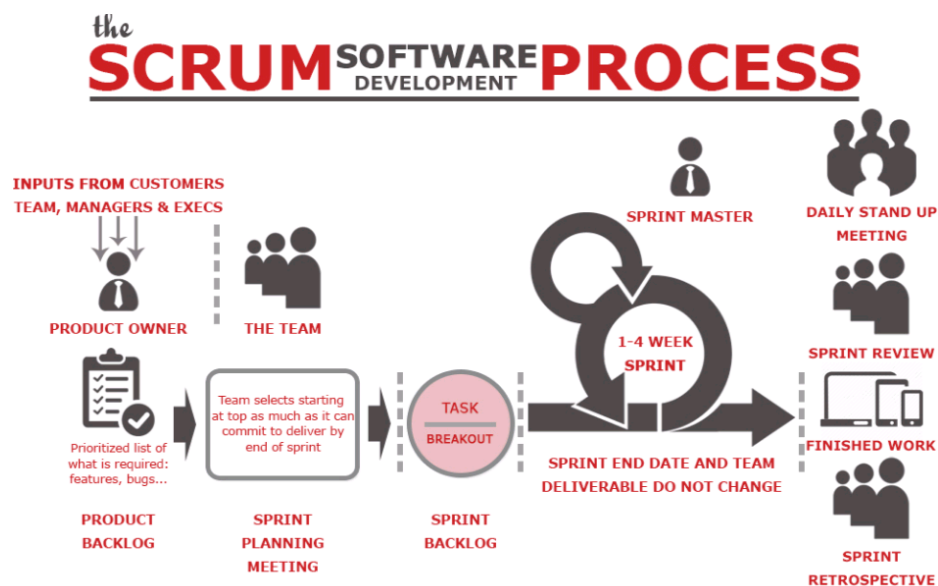 the
SCRUM SOFTWARE DEVELOPMENT PROCESS
INPUTS FROM CUSTOMERS
TEAM, MANAGERS & EXECS
PRODUCT OWNER
THE TEAM
SPRINT MASTER
DAILY STAND UP
MEETING
1-4 WEEK
SPRINT
SPRINT REVIEW
Prioritized list of
what is required:
features, bugs...
Team selects starting
at top as much as it can
commit to deliver by
end of sprint
TASK
BREAKOUT
SPRINT END DATE AND TEAM
DELIVERABLE DO NOT CHANGE
FINISHED WORK
PRODUCT
BACKLOG
SPRINT
PLANNING
MEETING
SPRINT
BACKLOG
SPRINT
RETROSPECTIVE